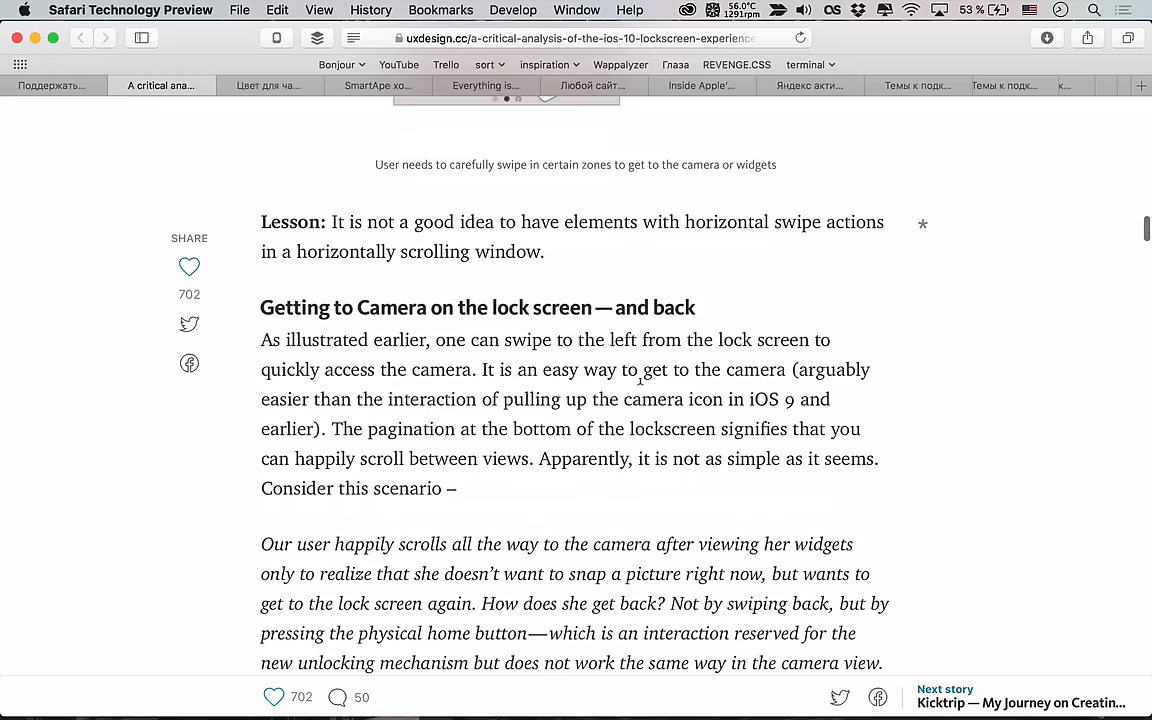 Safari Technology Preview File Edit View History Bookmarks Develop Window Help 56.0°C 1291rpm OS 53 %
uxdesign.cc/a-critical-analysis-of-the-ios-10-lockscreen-experience
Bonjour YouTube Trello sort inspiration Wappalyzer Глаза REVENGE.CSS terminal
Поддержать... A critical ana... Цвет для ча... SmartApe хо... Everything is... Любой сайт... Inside Apple'... Яндекс акти... Темы к подк... Темы к подк... к...
User needs to carefully swipe in certain zones to get to the camera or widgets
Lesson: It is not a good idea to have elements with horizontal swipe actions
in a horizontally scrolling window.
SHARE
702
Getting to Camera on the lock screen — and back
As illustrated earlier, one can swipe to the left from the lock screen to
quickly access the camera. It is an easy way to get to the camera (arguably
easier than the interaction of pulling up the camera icon in iOS 9 and
earlier). The pagination at the bottom of the lockscreen signifies that you
can happily scroll between views. Apparently, it is not as simple as it seems.
Consider this scenario –
Our user happily scrolls all the way to the camera after viewing her widgets
only to realize that she doesn't want to snap a picture right now, but wants to
get to the lock screen again. How does she get back? Not by swiping back, but by
pressing the physical home button — which is an interaction reserved for the
new unlocking mechanism but does not work the same way in the camera view.
702 50
Next story
Kicktrip — My Journey on Creatin...